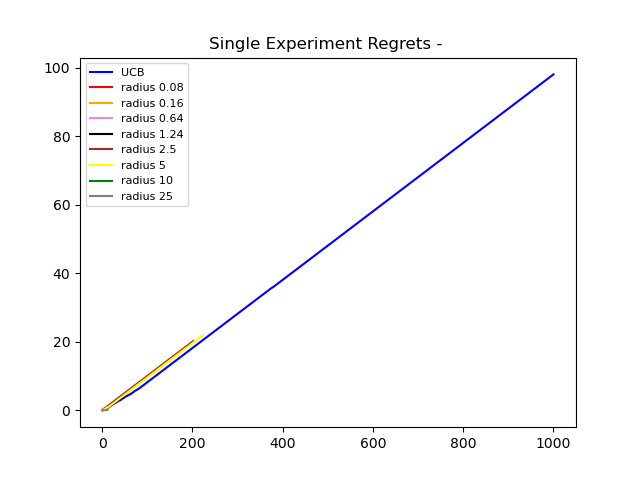 Single Experiment Regrets -
100
80
60
40
20
0
UCB
radius 0.08
radius 0.16
radius 0.64
radius 1.24
radius 2.5
radius 5
radius 10
radius 25
0 200 400 600 800 1000